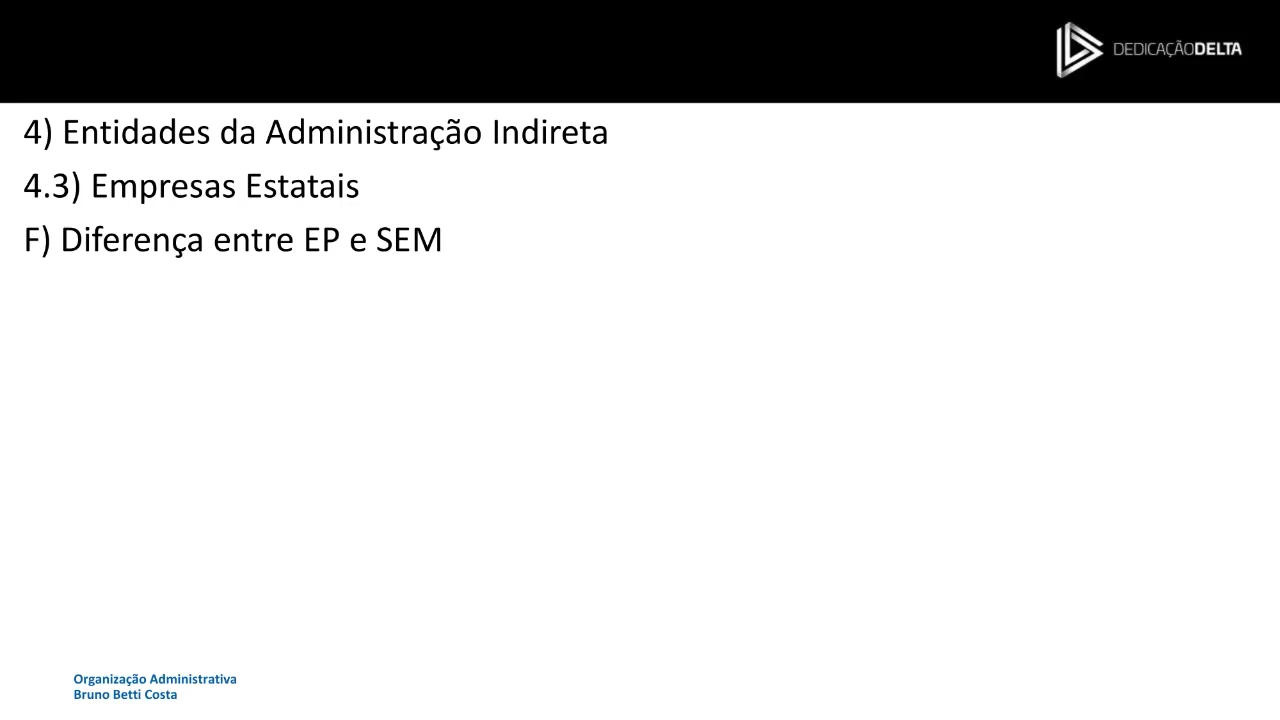 DEDICAÇÃODELTA
4) Entidades da Administração Indireta
4.3) Empresas Estatais
F) Diferença entre EP e SEM
Organização Administrativa
Bruno Betti Costa